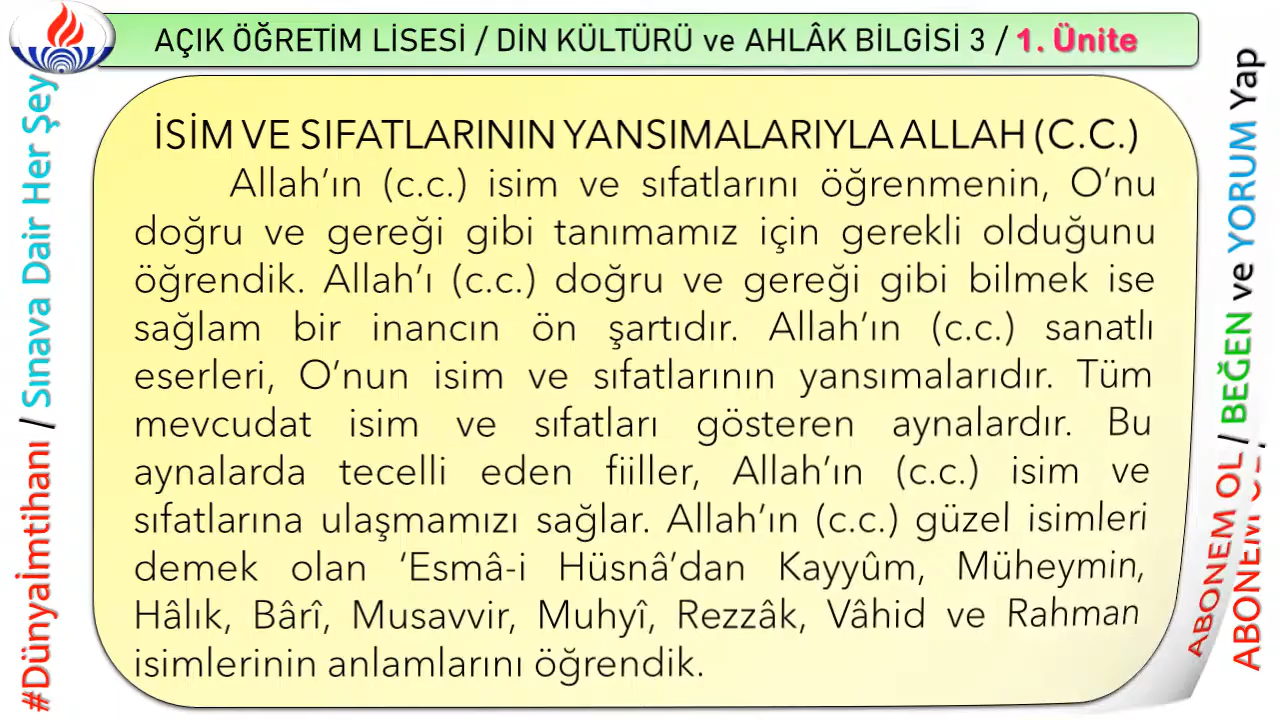 AÇIK ÖĞRETİM LİSESİ / DİN KÜLTÜRÜ ve AHLÂK BİLGİSİ 3 / 1. Ünite
#Dünyaİmtihanı / Sınava Dair Her Şey
İSİM VE SIFATLARININ YANSIMALARIYLA ALLAH (C.C.)
Allah’ın (c.c.) isim ve sıfatlarını öğrenmenin, O’nu
doğru ve gereği gibi tanımamız için gerekli olduğunu
öğrendik. Allah’ı (c.c.) doğru ve gereği gibi bilmek ise
sağlam bir inancın ön şartıdır. Allah’ın (c.c.) sanatlı
eserleri, O’nun isim ve sıfatlarının yansımalarıdır. Tüm
mevcudat isim ve sıfatları gösteren aynalardır. Bu
aynalarda tecelli eden fiiller, Allah’ın (c.c.) isim ve
sıfatlarına ulaşmamızı sağlar. Allah’ın (c.c.) güzel isimleri
demek olan ‘Esmâ-i Hüsnâ’dan Kayyûm, Müheymin,
Hâlık, Bârî, Musavvir, Muhyî, Rezzâk, Vâhid ve Rahman
isimlerinin anlamlarını öğrendik.
ABONEM OL / BEĞEN ve YORUM Yap
ABONEM